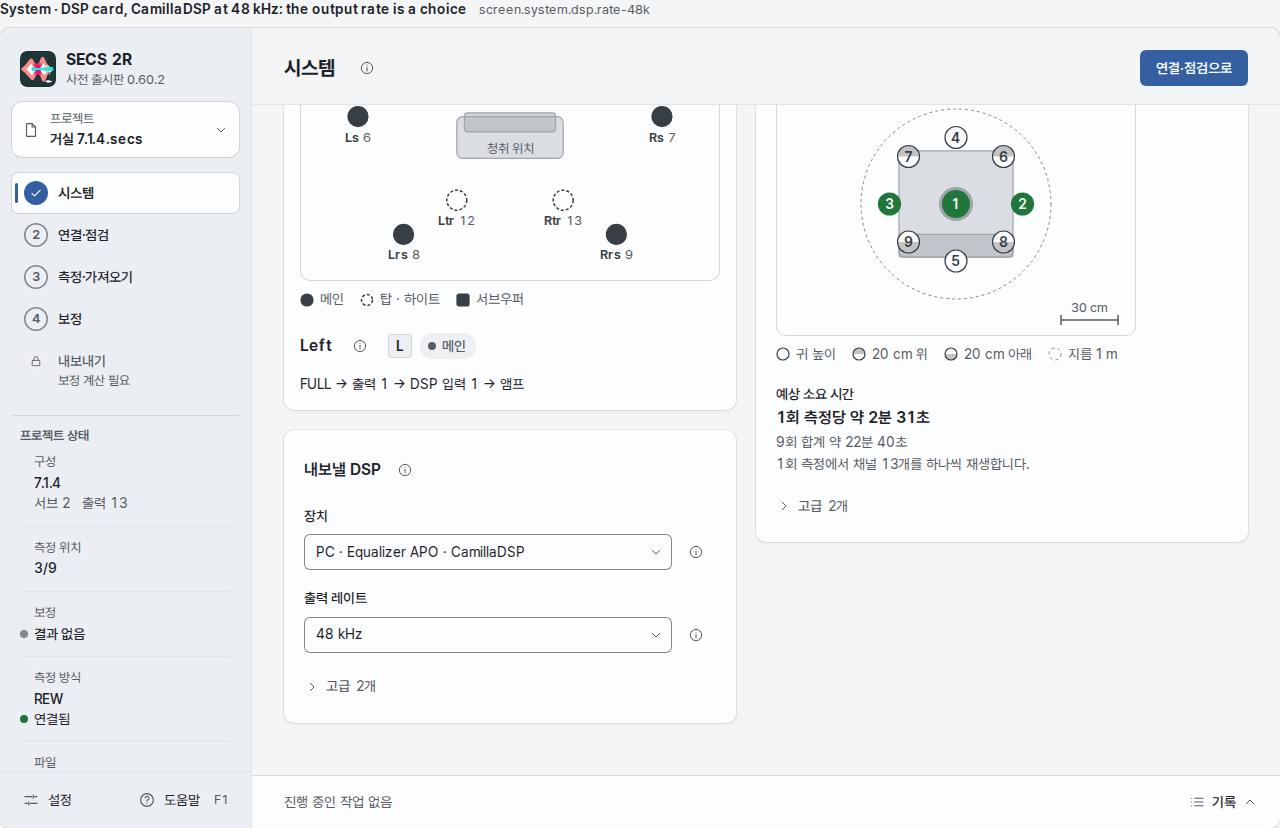 System · DSP card, CamillaDSP at 48 kHz: the output rate is a choice screen.system.dsp.rate-48k
SECS 2R
사전 출시판 0.60.2
프로젝트
거실 7.1.4.secs
시스템
2 연결·점검
3 측정·가져오기
4 보정
내보내기
보정 계산 필요
프로젝트 상태
구성
7.1.4
서브 2 출력 13
측정 위치
3/9
보정
결과 없음
측정 방식
REW
연결됨
파일
설정
도움말 F1
시스템
연결·점검으로
Ls 6
Rs 7
청취 위치
Ltr 12
Rtr 13
Lrs 8
Rrs 9
메인
탑 · 하이트
서브우퍼
Left
L
메인
FULL → 출력 1 → DSP 입력 1 → 앰프
내보낼 DSP
장치
PC · Equalizer APO · CamillaDSP
출력 레이트
48 kHz
고급 2개
4
7
6
3
1
2
9
8
5
30 cm
귀 높이
20 cm 위
20 cm 아래
지름 1 m
예상 소요 시간
1회 측정당 약 2분 31초
9회 합계 약 22분 40초
1회 측정에서 채널 13개를 하나씩 재생합니다.
고급 2개
진행 중인 작업 없음
기록